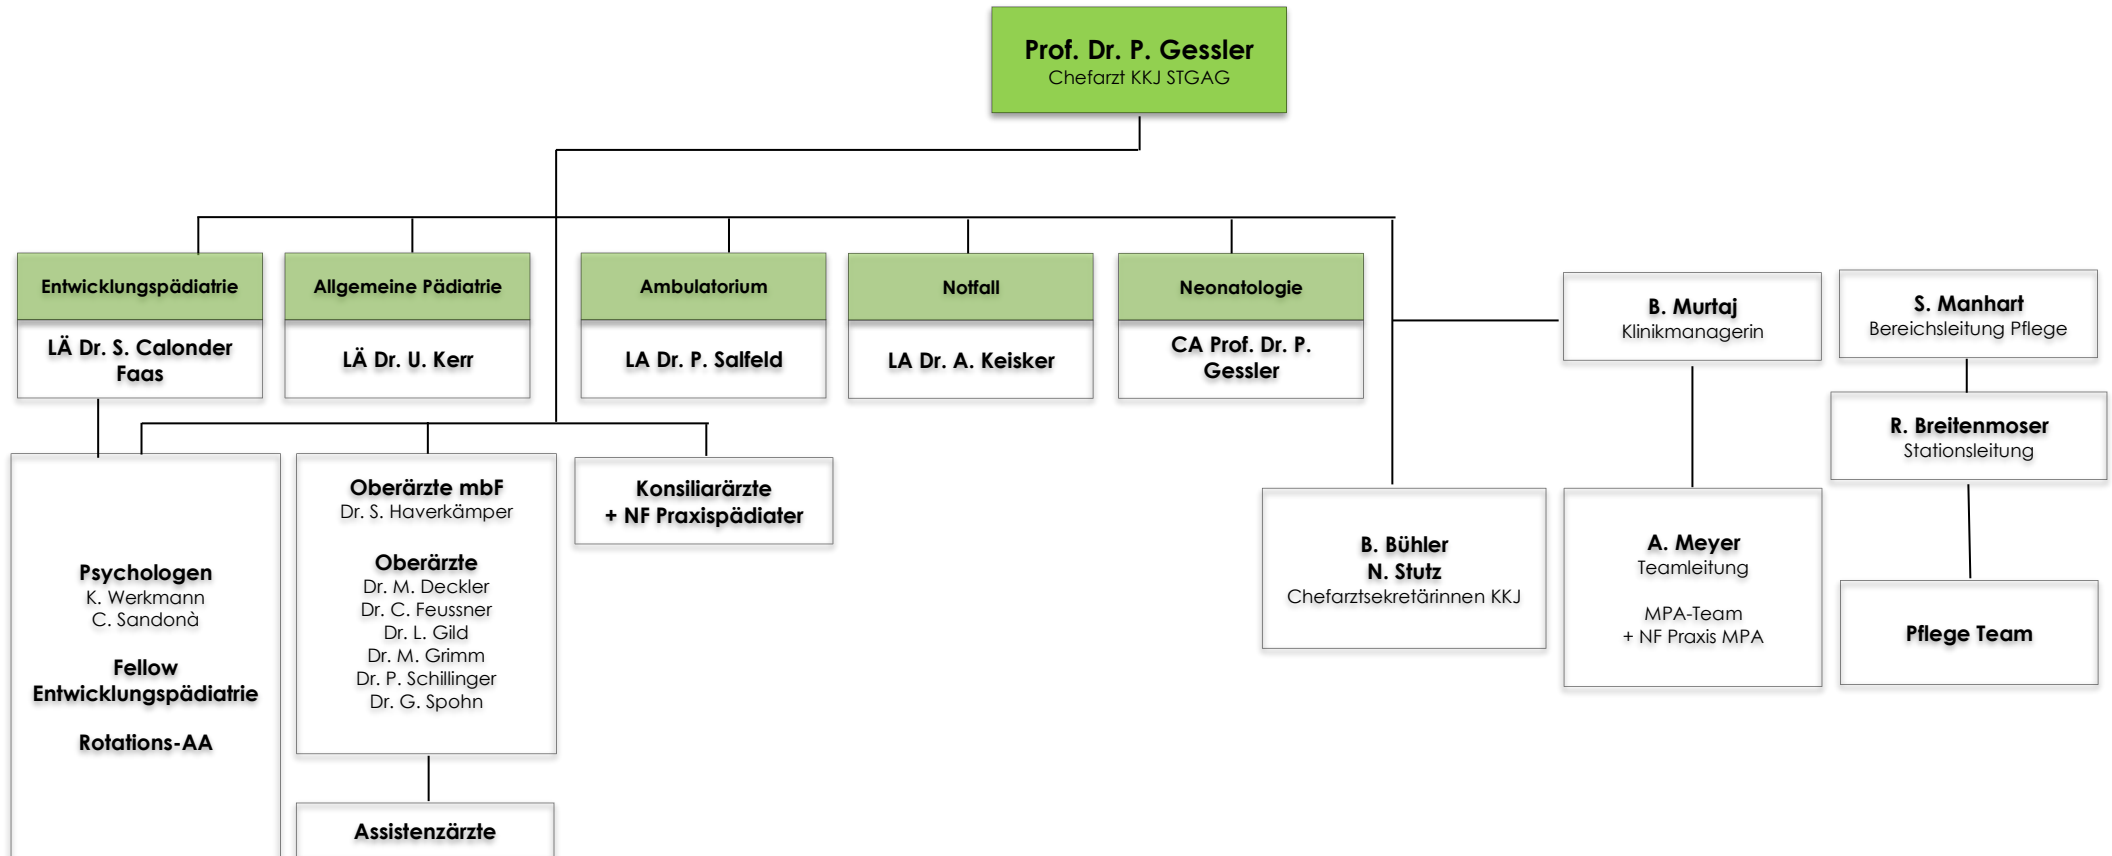 Prof. Dr. P. Gessler
Chefarzt KKJ STGAG
Entwicklungspädiatrie
LÄ Dr. S. Calonder
Faas
Allgemeine Pädiatrie
LÄ Dr. U. Kerr
Ambulatorium
LA Dr. P. Salfeld
Notfall
LA Dr. A. Keisker
Neonatologie
CA Prof. Dr. P.
Gessler
B. Murtaj
Klinikmanagerin
S. Manhart
Bereichsleitung Pflege
R. Breitenmoser
Stationsleitung
Psychologen
K. Werkmann
C. Sandonà
Fellow
Entwicklungspädiatrie
Rotations-AA
Oberärzte mbF
Dr. S. Haverkämper
Oberärzte
Dr. M. Deckler
Dr. C. Feussner
Dr. L. Gild
Dr. M. Grimm
Dr. P. Schillinger
Dr. G. Spohn
Assistenzärzte
Konsiliarärzte
+ NF Praxispädiater
B. Bühler
N. Stutz
Chefarztsekretärinnen KKJ
A. Meyer
Teamleitung
MPA-Team
+ NF Praxis MPA
Pflege Team